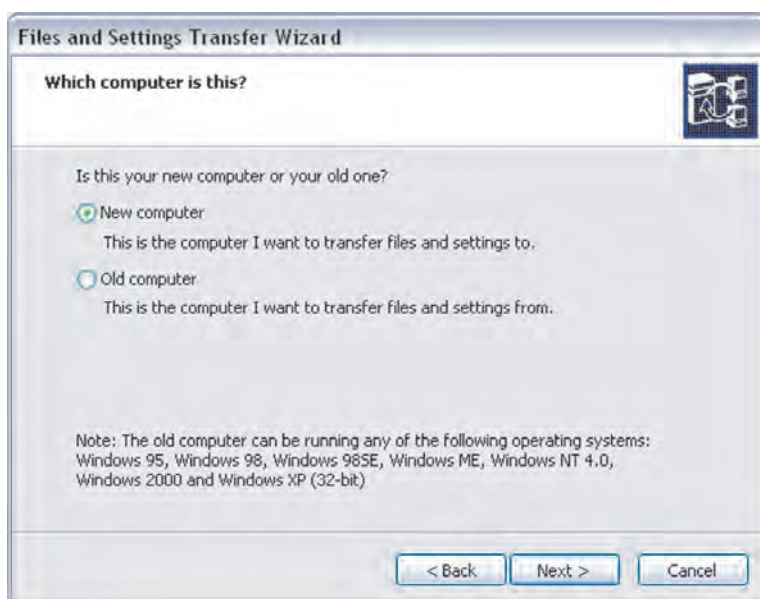 Files and Settings Transfer Wizard
Which computer is this?
Is this your new computer or your old one?
New computer
This is the computer I want to transfer files and settings to.
Old computer
This is the computer I want to transfer files and settings from.
Note: The old computer can be running any of the following operating systems:
Windows 95, Windows 98, Windows 98SE, Windows ME, Windows NT 4.0,
Windows 2000 and Windows XP (32-bit)
< Back Next > Cancel